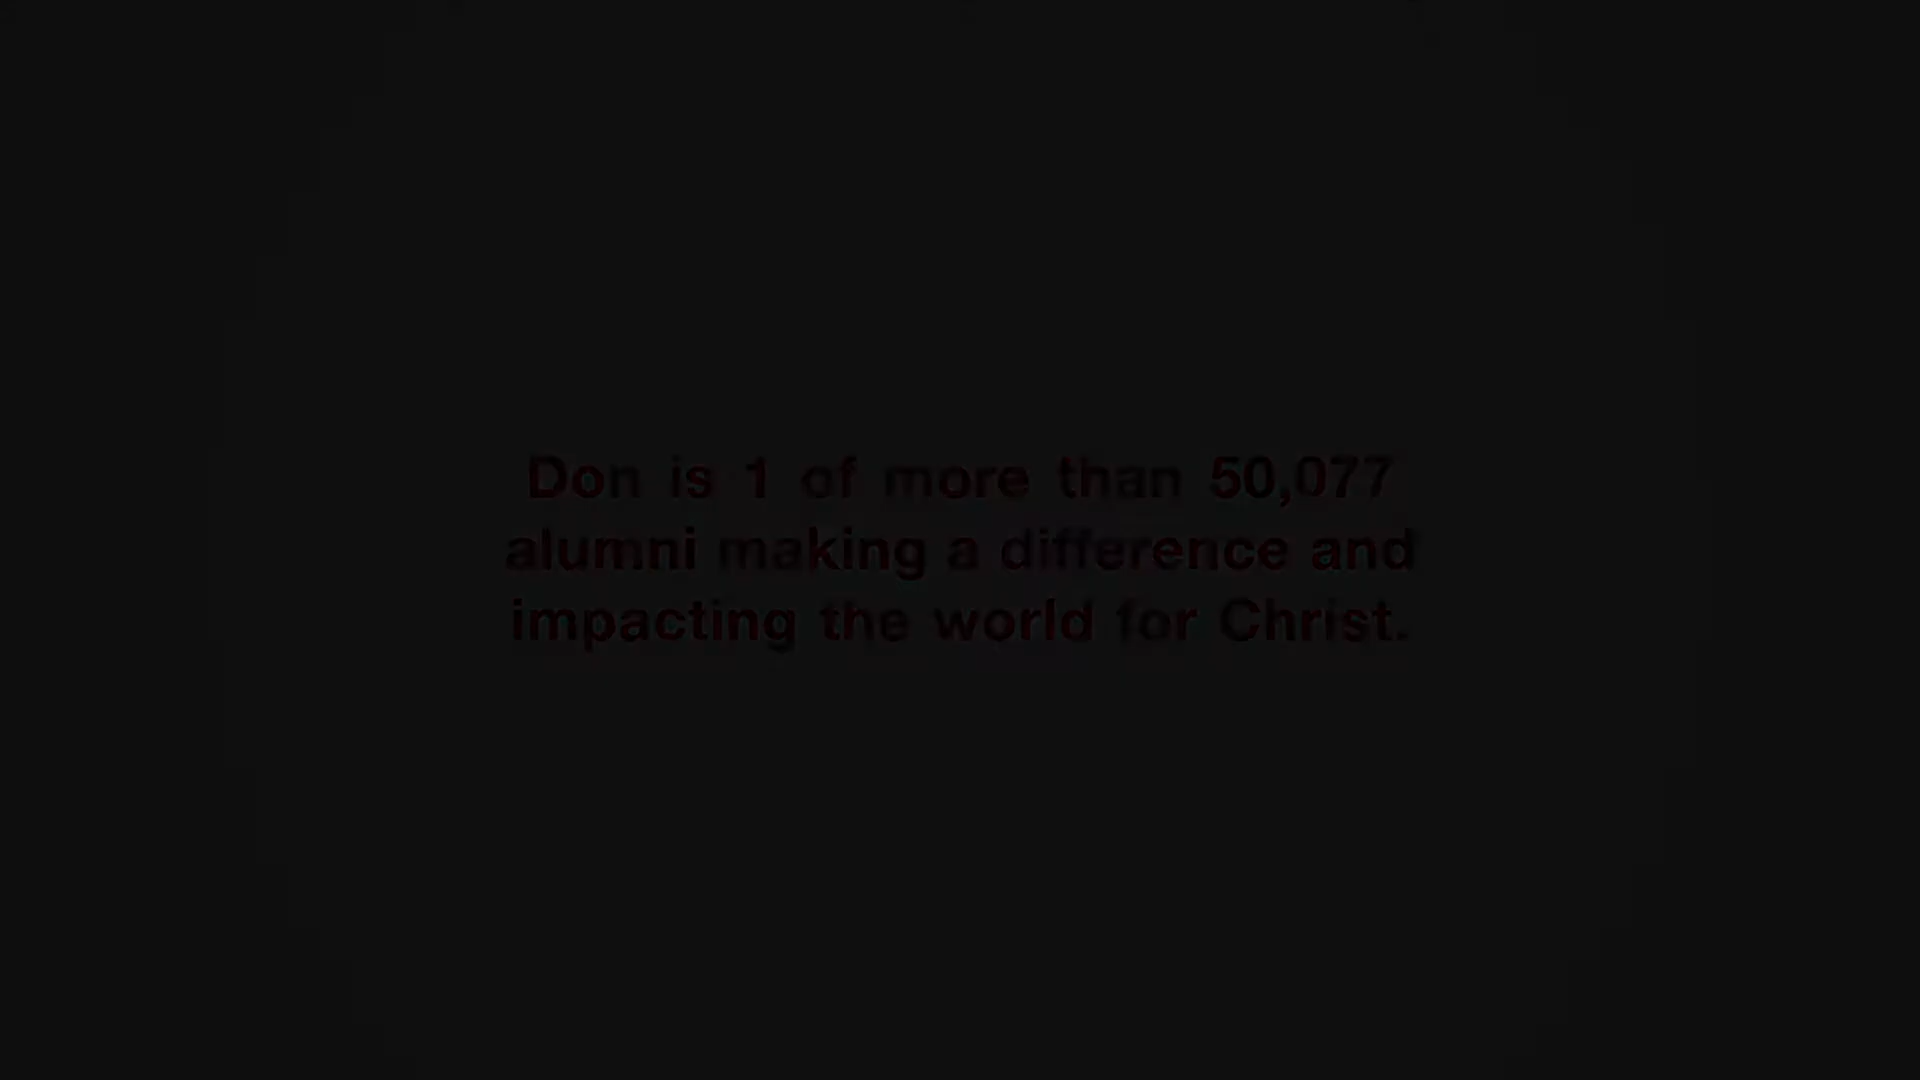 Don is 1 of more than 50,077
alumni making a difference and
impacting the world for Christ.